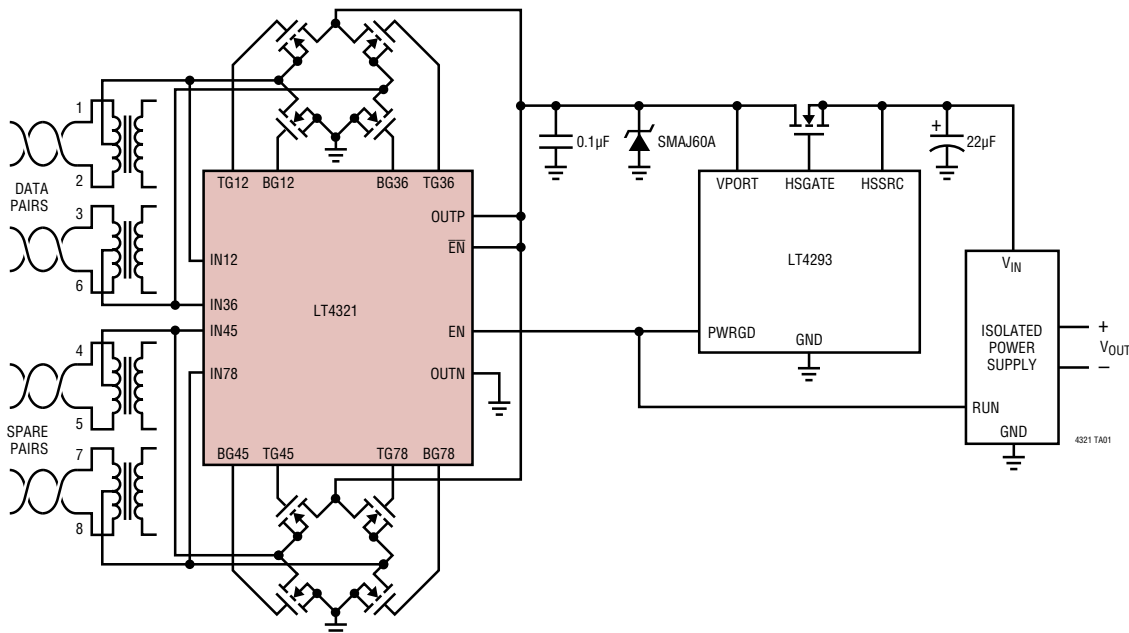 1
2
DATA
PAIRS
3
6
4
5
SPARE
PAIRS
7
8
TG12
BG12
BG36
TG36
OUTP
EN
IN12
IN36
LT4321
IN45
EN
IN78
OUTN
BG45
TG45
TG78
BG78
0.1µF
SMAJ60A
+
22µF
VPORT
HSGATE
HSSRC
LT4293
PWRGD
GND
VIN
ISOLATED
POWER
SUPPLY
+
VOUT
–
RUN
GND
4321 TA01